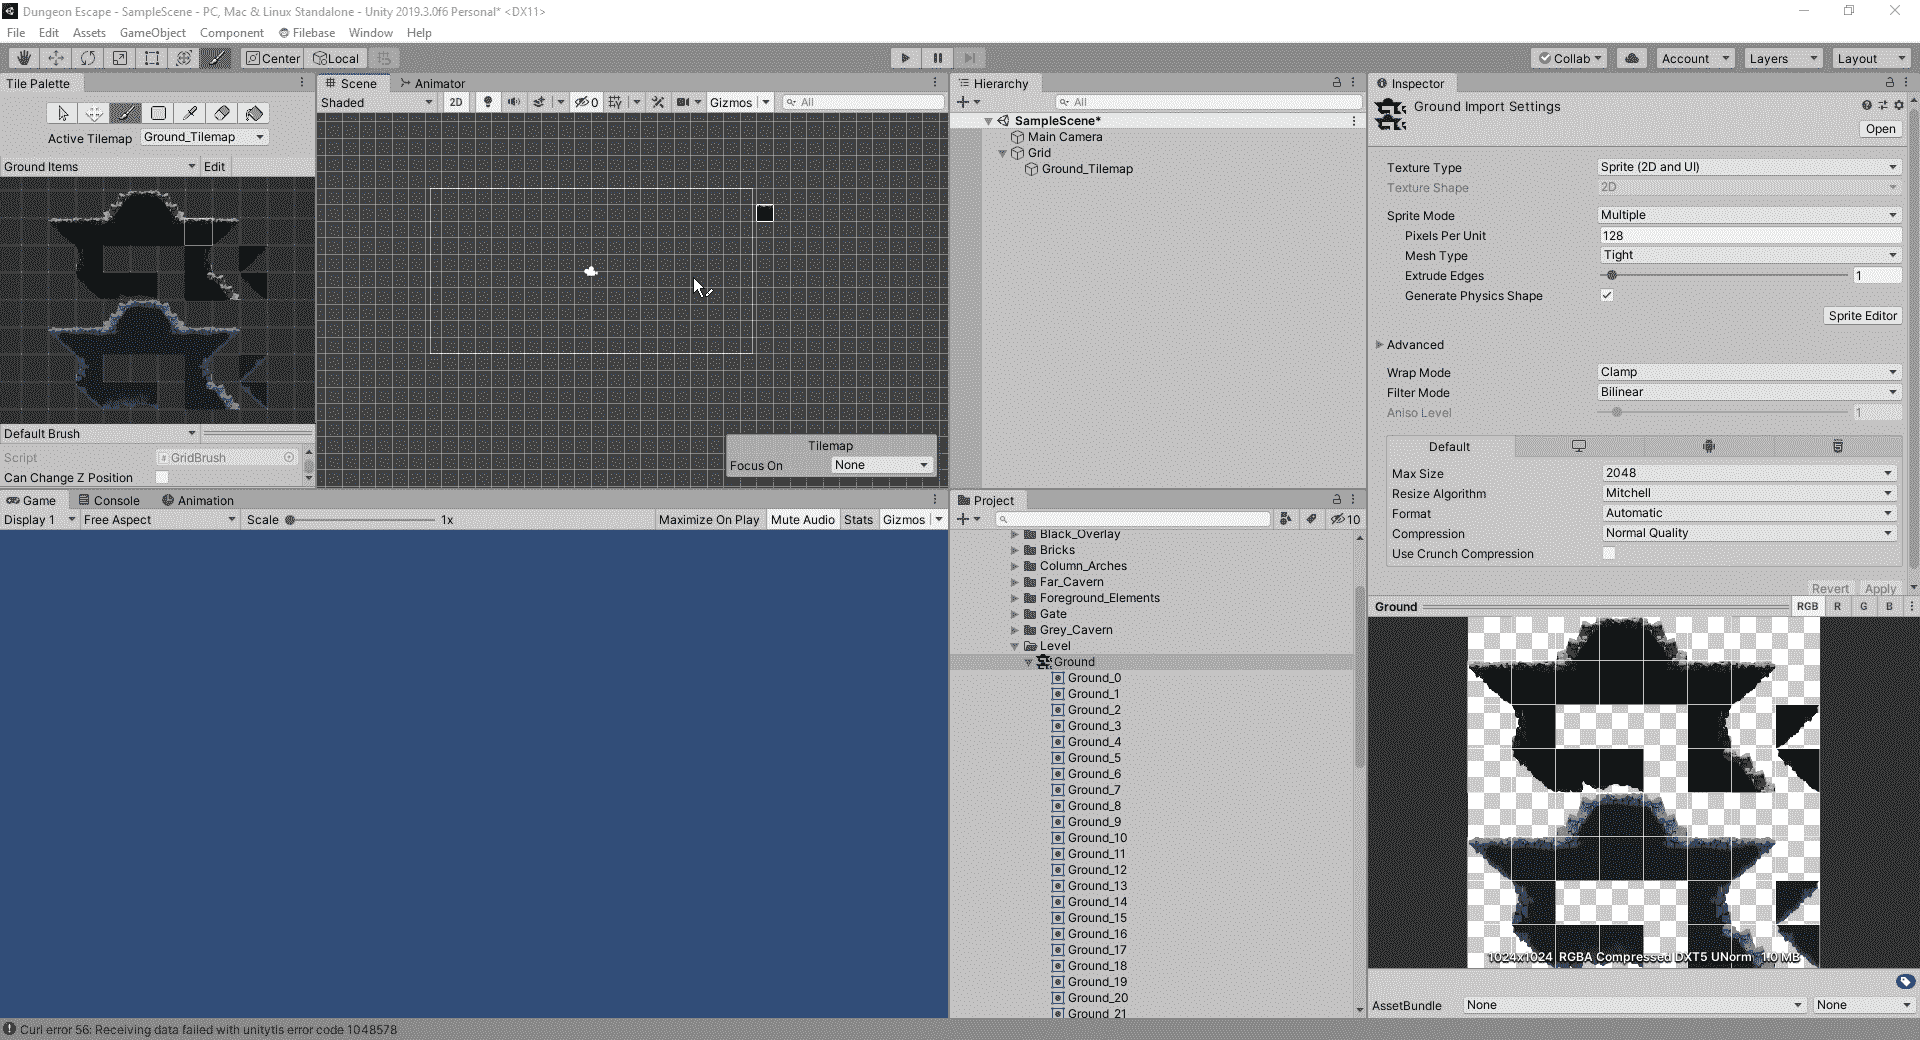 Dungeon Escape - SampleScene - PC, Mac & Linux Standalone - Unity 2019.3.0f6 Personal* <DX11>
File Edit Assets GameObject Component Filebase Window Help
Center Local Collab Account Layers Layout
Tile Palette
Active Tilemap Ground_Tilemap
Ground Items Edit
Default Brush
Script GridBrush
Can Change Z Position
Scene Animator
Shaded 2D 0 Gizmos All
Tilemap
Focus On None
Hierarchy
All
SampleScene*
Main Camera
Grid
Ground_Tilemap
Game Console Animation
Display 1 Free Aspect Scale 1x Maximize On Play Mute Audio Stats Gizmos
Project
10
Black_Overlay
Bricks
Column_Arches
Far_Cavern
Foreground_Elements
Gate
Grey_Cavern
Level
Ground
Ground_0
Ground_1
Ground_2
Ground_3
Ground_4
Ground_5
Ground_6
Ground_7
Ground_8
Ground_9
Ground_10
Ground_11
Ground_12
Ground_13
Ground_14
Ground_15
Ground_16
Ground_17
Ground_18
Ground_19
Ground_20
Ground_21
Inspector
Ground Import Settings
Open
Texture Type Sprite (2D and UI)
Texture Shape 2D
Sprite Mode Multiple
Pixels Per Unit 128
Mesh Type Tight
Extrude Edges 1
Generate Physics Shape
Sprite Editor
Advanced
Wrap Mode Clamp
Filter Mode Bilinear
Aniso Level 1
Default
Max Size 2048
Resize Algorithm Mitchell
Format Automatic
Compression Normal Quality
Use Crunch Compression
Revert Apply
Ground RGB R G B
1024x1024 RGBA Compressed DXT5 UNorm 1.0 MB
AssetBundle None None
Curl error 56: Receiving data failed with unitytls error code 1048578